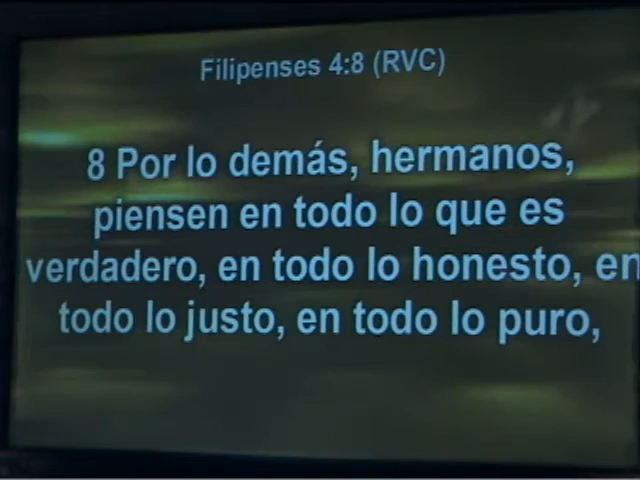 Filipenses 4:8 (RVC)
8 Por lo demás, hermanos,
piensen en todo lo que es
verdadero, en todo lo honesto, en
todo lo justo, en todo lo puro,